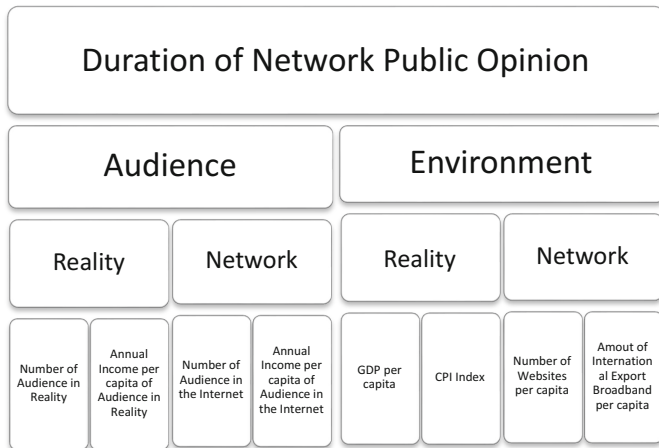 Duration of Network Public Opinion
Audience
Environment
Reality
Network
Reality
Network
Number of
Audience in
Reality
Annual
Income per
capita of
Audience in
Reality
Number of
Audience in
the Internet
Annual
Income per
capita of
Audience in
the Internet
GDP per
capita
CPI Index
Number of
Websites
per capita
Amout of
Internation
al Export
Broadband
per capita